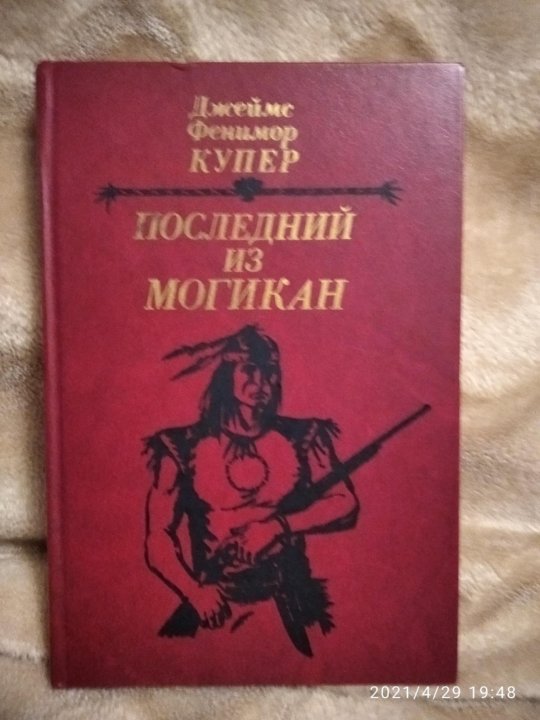 Джеймс
Фенимор
КУПЕР
ПОСЛЕДНИЙ
ИЗ
МОГИКАН
2021/4/29 19:48